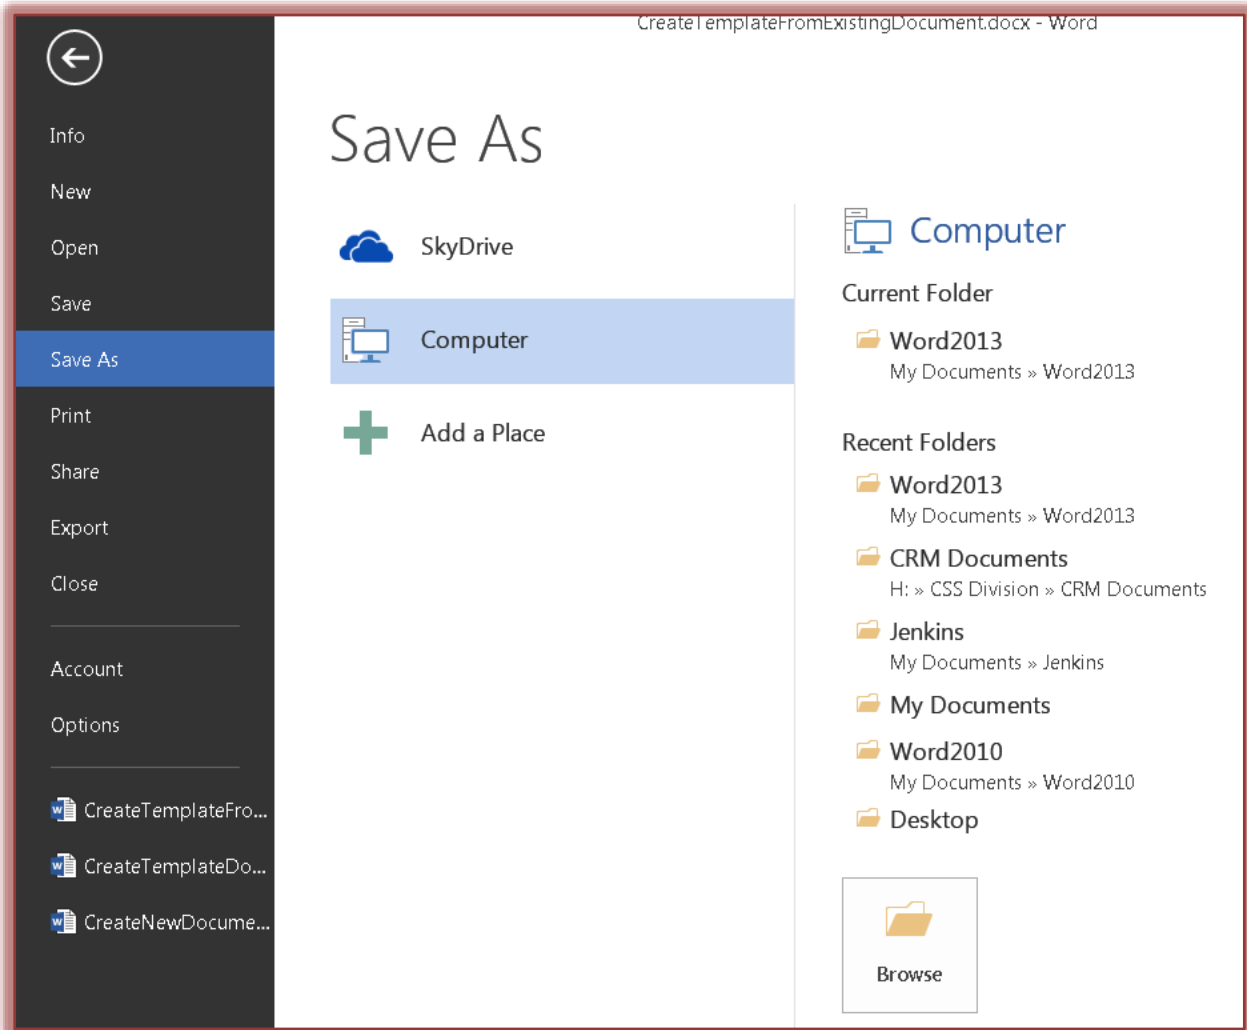 CreateTemplateFromExistingDocument.docx - Word
Info
New
Open
Save
Save As
Print
Share
Export
Close
Account
Options
CreateTemplateFro...
CreateTemplateDo...
CreateNewDocume...
Save As
SkyDrive
Computer
Add a Place
Computer
Current Folder
Word2013
My Documents » Word2013
Recent Folders
Word2013
My Documents » Word2013
CRM Documents
H: » CSS Division » CRM Documents
Jenkins
My Documents » Jenkins
My Documents
Word2010
My Documents » Word2010
Desktop
Browse